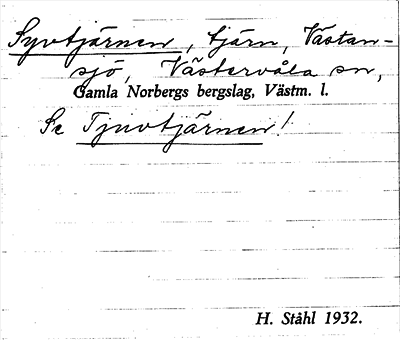 Syvtjärnen, tjärn, Västan-
sjö, Västervåla sn,
Gamla Norbergs bergslag, Västm. l.
Se Tjuvtjärnen!
H. Ståhl 1932.